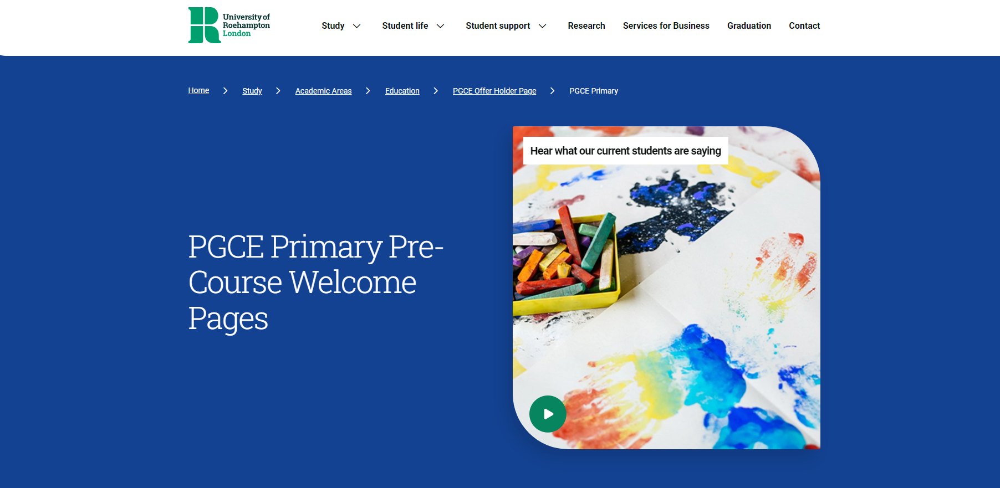 University of
Roehampton
London
Study
Student life
Student support
Research
Services for Business
Graduation
Contact
Home
Study
Academic Areas
Education
PGCE Offer Holder Page
PGCE Primary
Hear what our current students are saying
PGCE Primary Pre-
Course Welcome
Pages